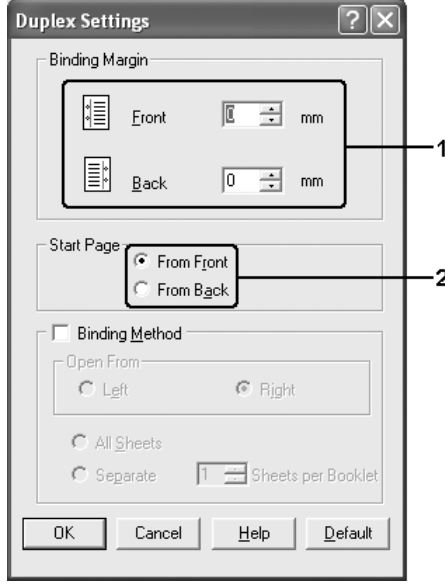 Duplex Settings
Binding Margin
Front 0 mm
1
Back 0 mm
Start Page
From Front
2
From Back
Binding Method
Open From
Left Right
All Sheets
Separate 1 Sheets per Booklet
OK Cancel Help Default